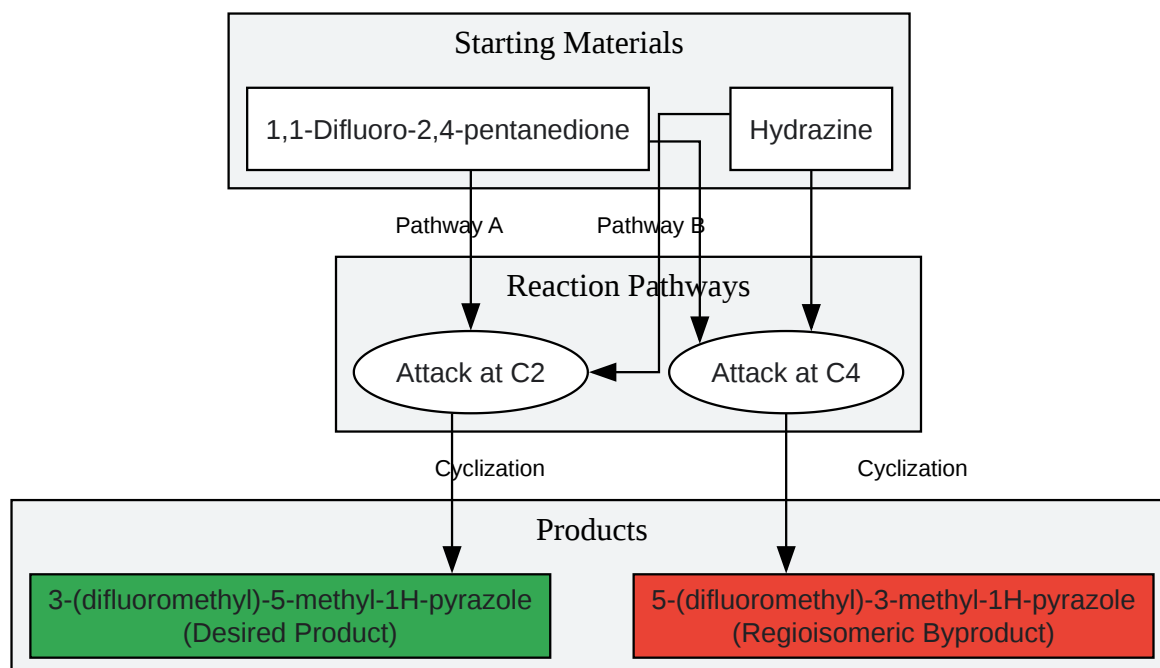 Starting Materials
1,1-Difluoro-2,4-pentanedione
Hydrazine
Pathway A
Pathway B
Reaction Pathways
Attack at C2
Attack at C4
Cyclization
Cyclization
Products
3-(difluoromethyl)-5-methyl-1H-pyrazole
(Desired Product)
5-(difluoromethyl)-3-methyl-1H-pyrazole
(Regioisomeric Byproduct)